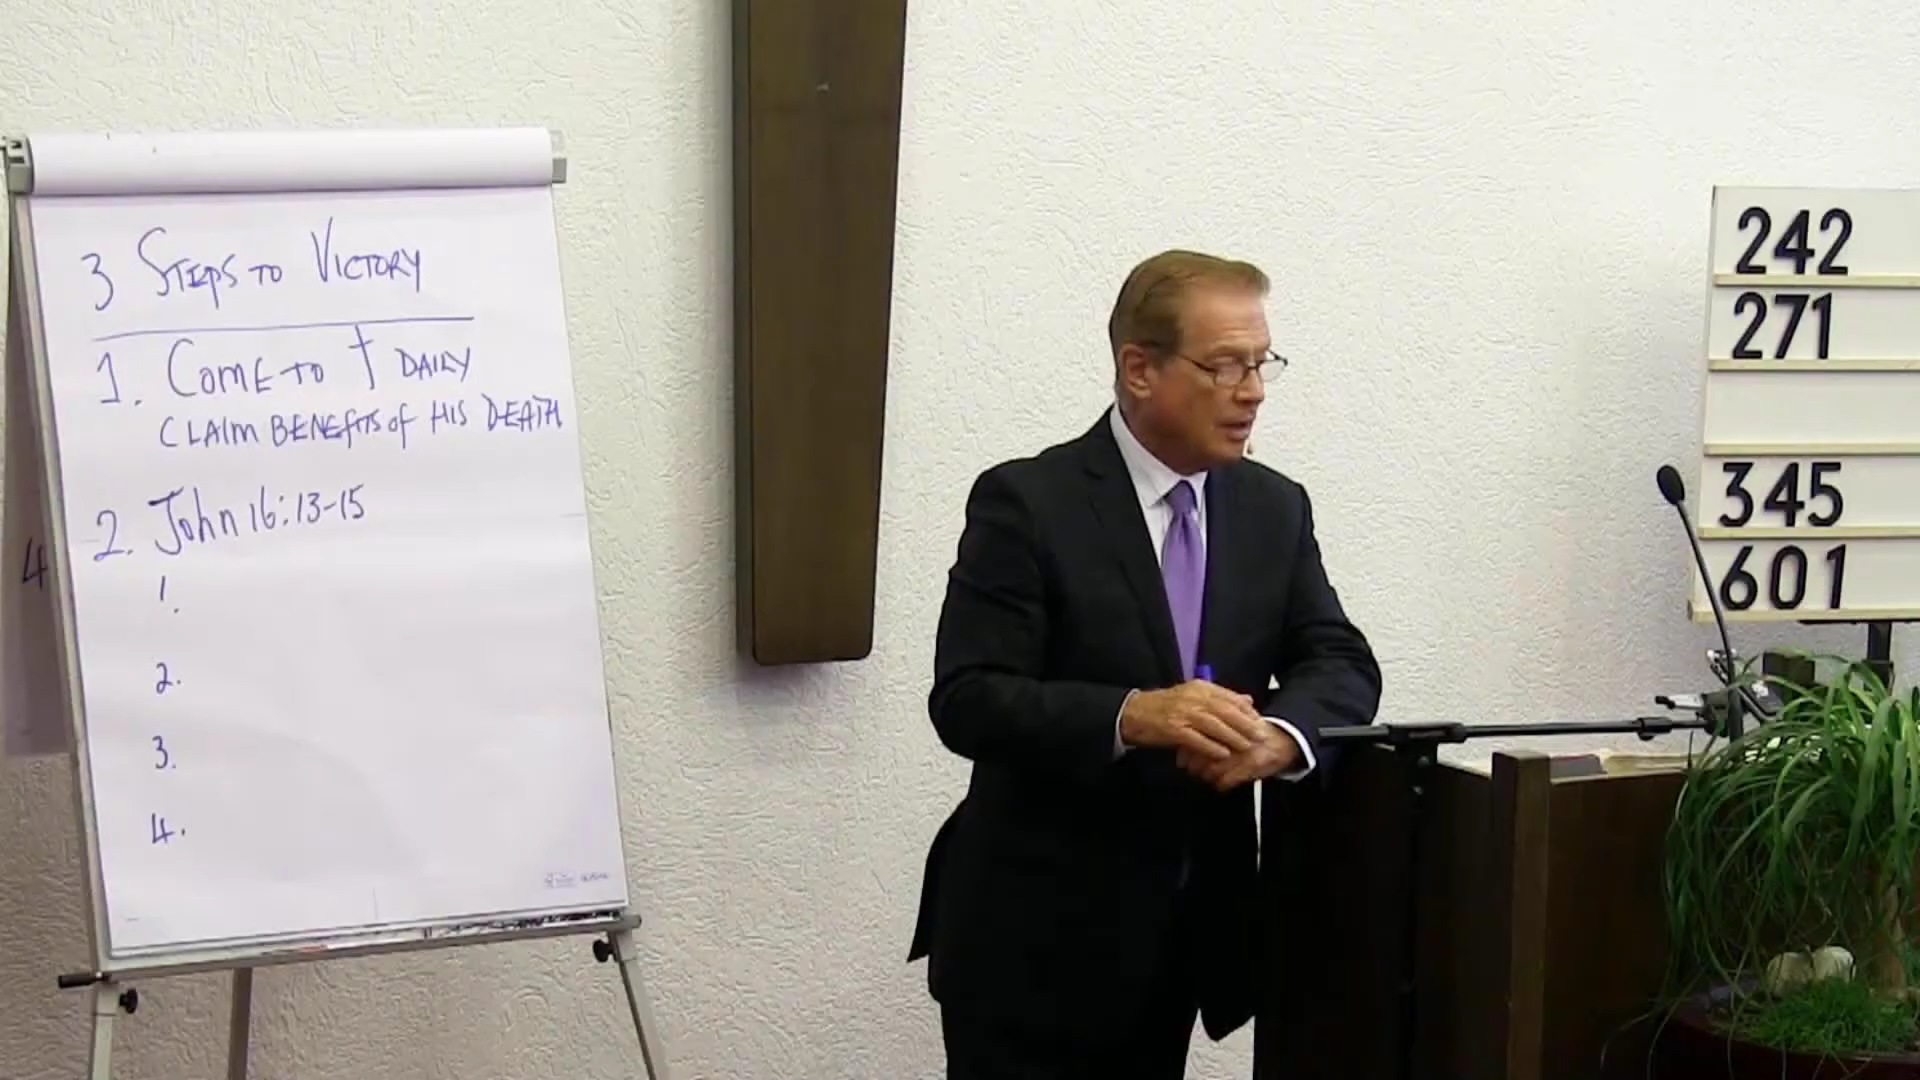 3 STEPS TO VICTORY
1. COME TO † DAILY
CLAIM BENEFITS of HIS DEATH
2. John 16:13-15
1.
2.
3.
4.
4
242
271
345
601